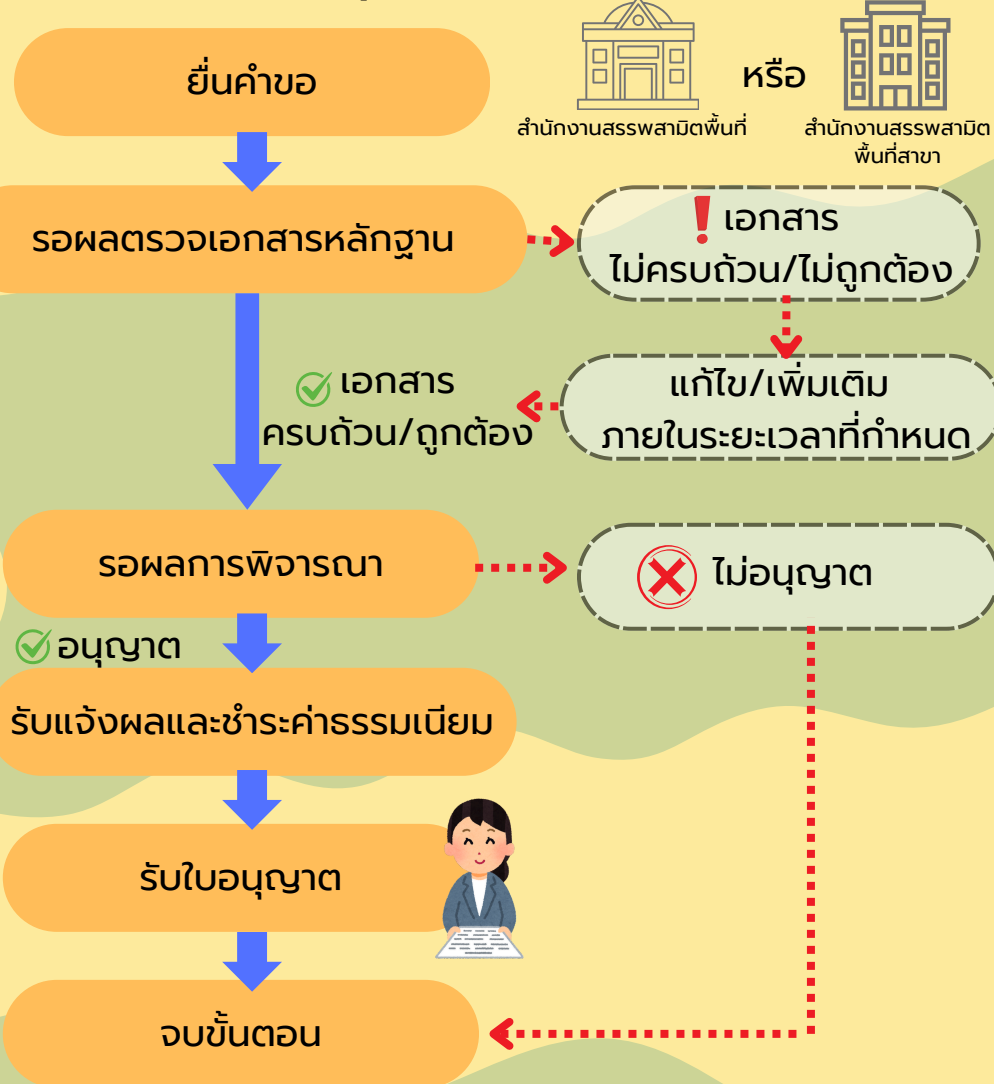 ยื่นคำขอ
หรือ
สำนักงานสรรพสามิตพื้นที่
สำนักงานสรรพสามิต
พื้นที่สาขา
รอผลตรวจเอกสารหลักฐาน
เอกสาร
ไม่ครบถ้วน/ไม่ถูกต้อง
แก้ไข/เพิ่มเติม
ภายในระยะเวลาที่กำหนด
เอกสาร
ครบถ้วน/ถูกต้อง
รอผลการพิจารณา
ไม่อนุญาต
อนุญาต
รับแจ้งผลและชำระค่าธรรมเนียม
รับใบอนุญาต
จบขั้นตอน